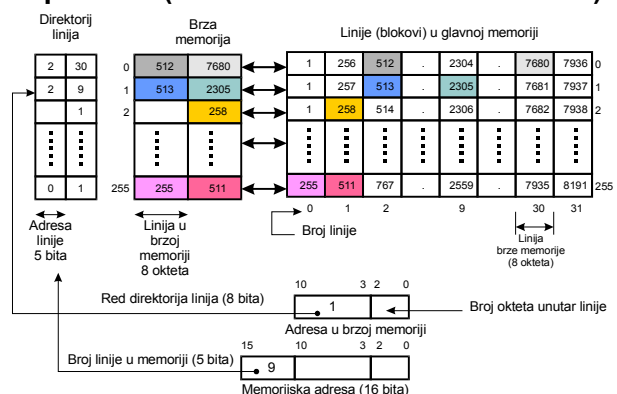 Direktorij
linija
Brza
memorija
Linije (blokovi) u glavnoj memoriji
2 30 0 512 7680 1 256 512 . 2304 . 7680 7936 0
2 9 1 513 2305 1 257 513 . 2305 . 7681 7937 1
1 2 258 1 258 514 . 2306 . 7682 7938 2
0 1 255 255 511 255 511 767 . 2559 . 7935 8191 255
0 1 2 9 30 31
Adresa
linije
5 bita
Linija u
brzoj
memoriji
8 okteta
Broj linije
Linija
brze memorije
(8 okteta)
Red direktorija linija (8 bita)
10 3 2 0
1
Broj okteta unutar linije
Adresa u brzoj memoriji
15 10 3 2 0
Broj linije u memoriji (5 bita)
9
Memorijska adresa (16 bita)